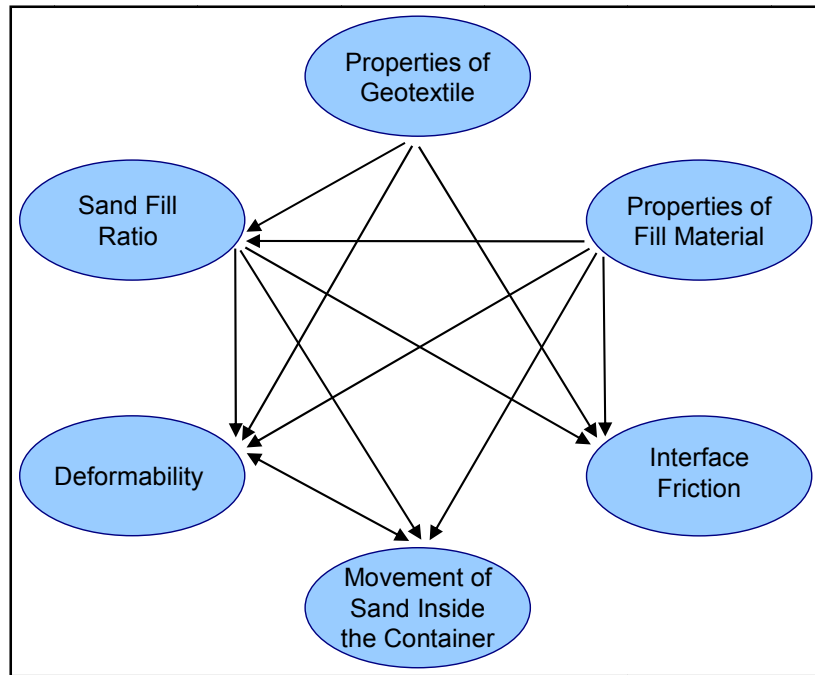 Properties of
Geotextile
Sand Fill
Ratio
Properties of
Fill Material
Deformability
Interface
Friction
Movement of
Sand Inside
the Container